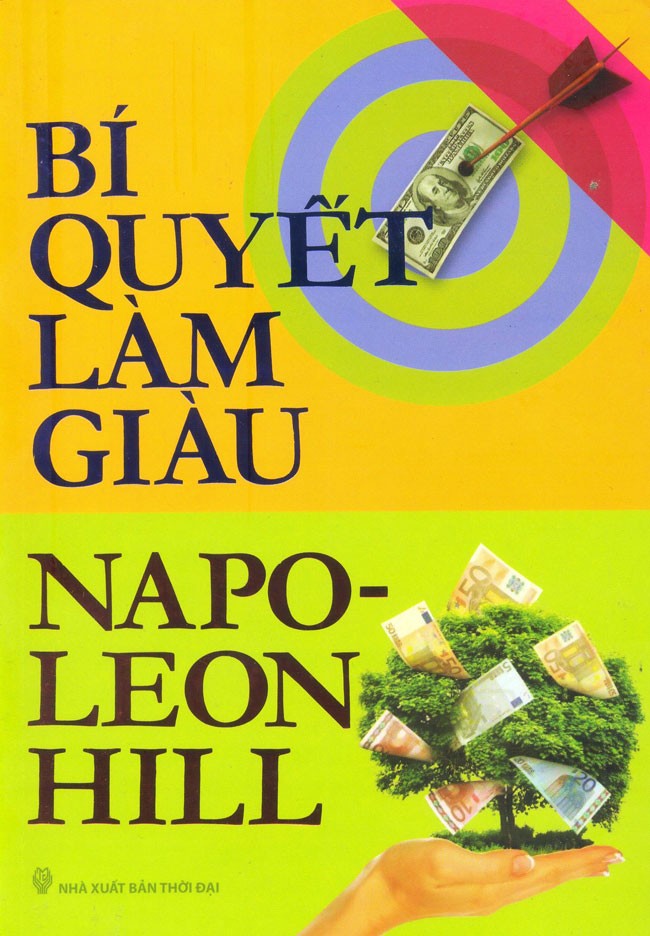 BÍ
QUYẾT
LÀM
GIÀU
NAPO-
LEON
HILL
NHÀ XUẤT BẢN THỜI ĐẠI